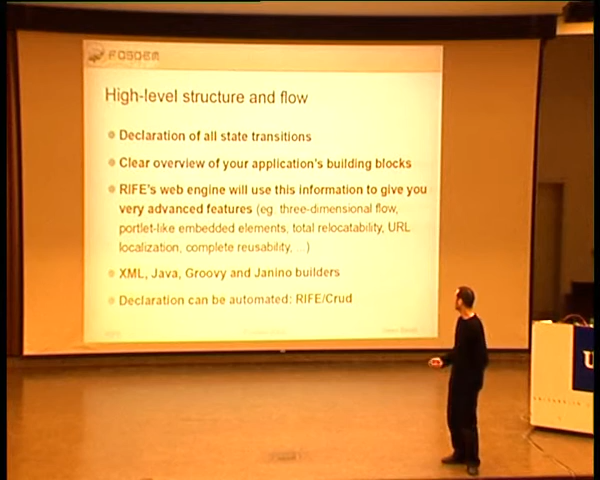 FOSDEM
High-level structure and flow
Declaration of all state transitions
Clear overview of your application's building blocks
RIFE's web engine will use this information to give you
very advanced features (eg. three-dimensional flow,
portlet-like embedded elements, total relocatability, URL
localization, complete reusability, ...)
XML, Java, Groovy and Janino builders
Declaration can be automated: RIFE/Crud
U